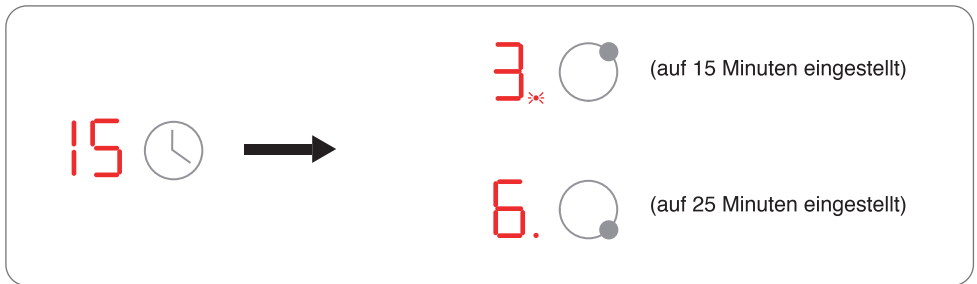 3. (auf 15 Minuten eingestellt)
15
6. (auf 25 Minuten eingestellt)